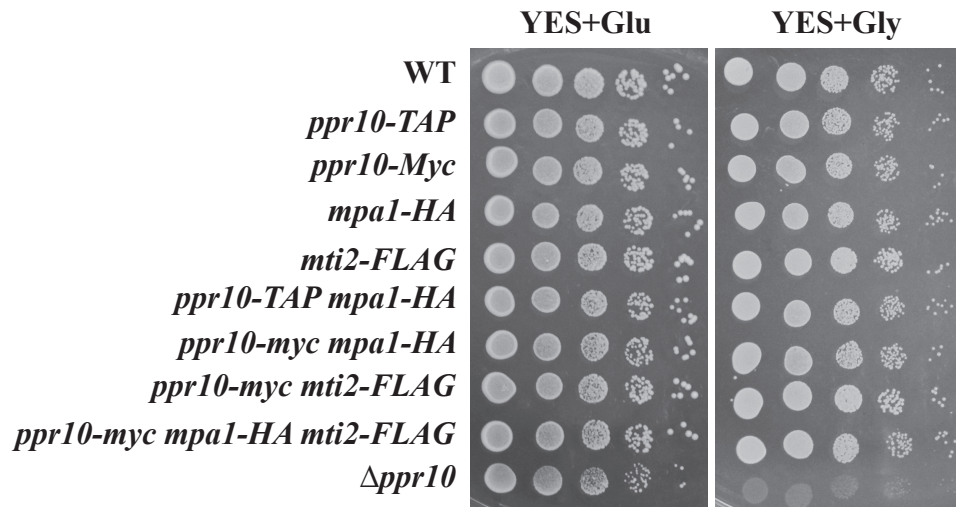 YES+Glu YES+Gly
WT
ppr10-TAP
ppr10-Myc
mpa1-HA
mti2-FLAG
ppr10-TAP mpa1-HA
ppr10-myc mpa1-HA
ppr10-myc mti2-FLAG
ppr10-myc mpa1-HA mti2-FLAG
∆ppr10